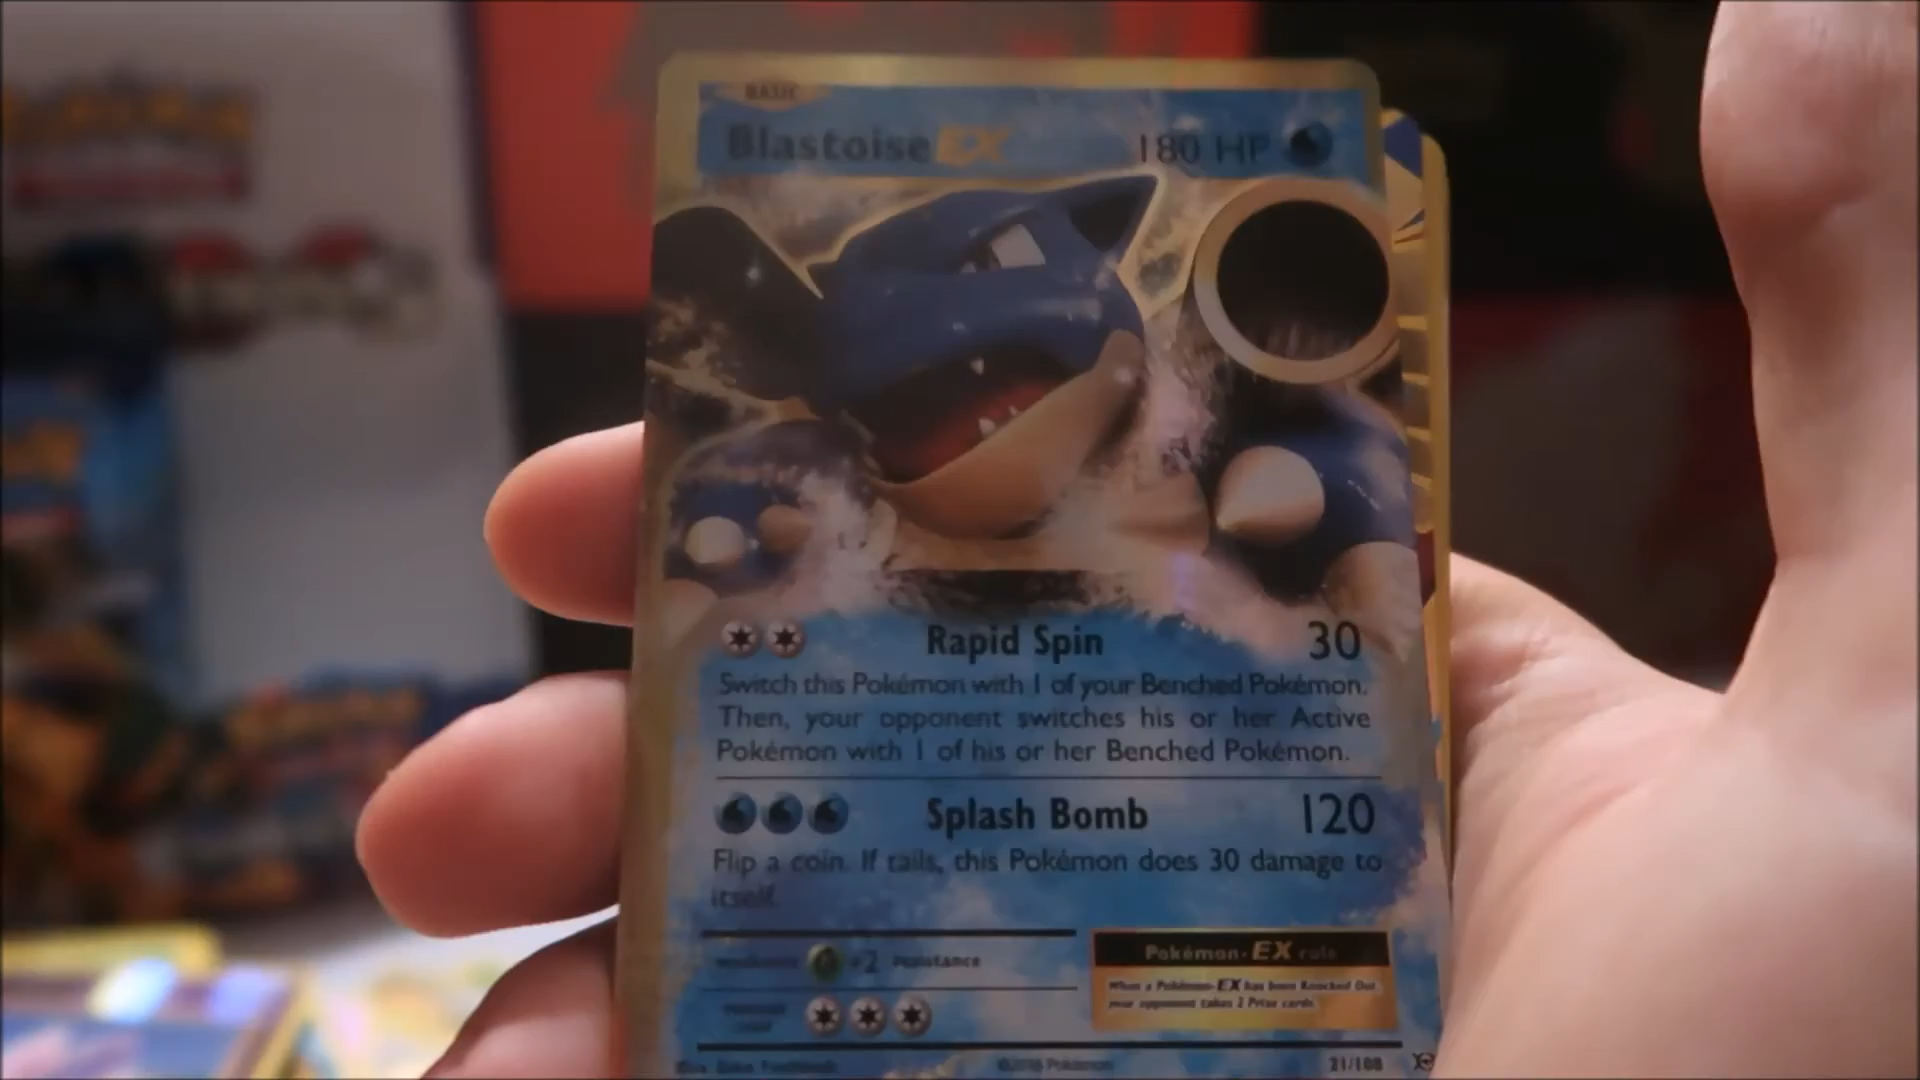 BASIC
Blastoise EX 180 HP
Rapid Spin 30
Switch this Pokémon with 1 of your Benched Pokémon.
Then, your opponent switches his or her Active
Pokémon with 1 of his or her Benched Pokémon.
Splash Bomb 120
Flip a coin. If tails, this Pokémon does 30 damage to
itself.
weakness +2 resistance
Pokémon-EX rule
When a Pokémon-EX has been Knocked Out,
your opponent takes 2 Prize cards.
©2016 Pokémon
21/108